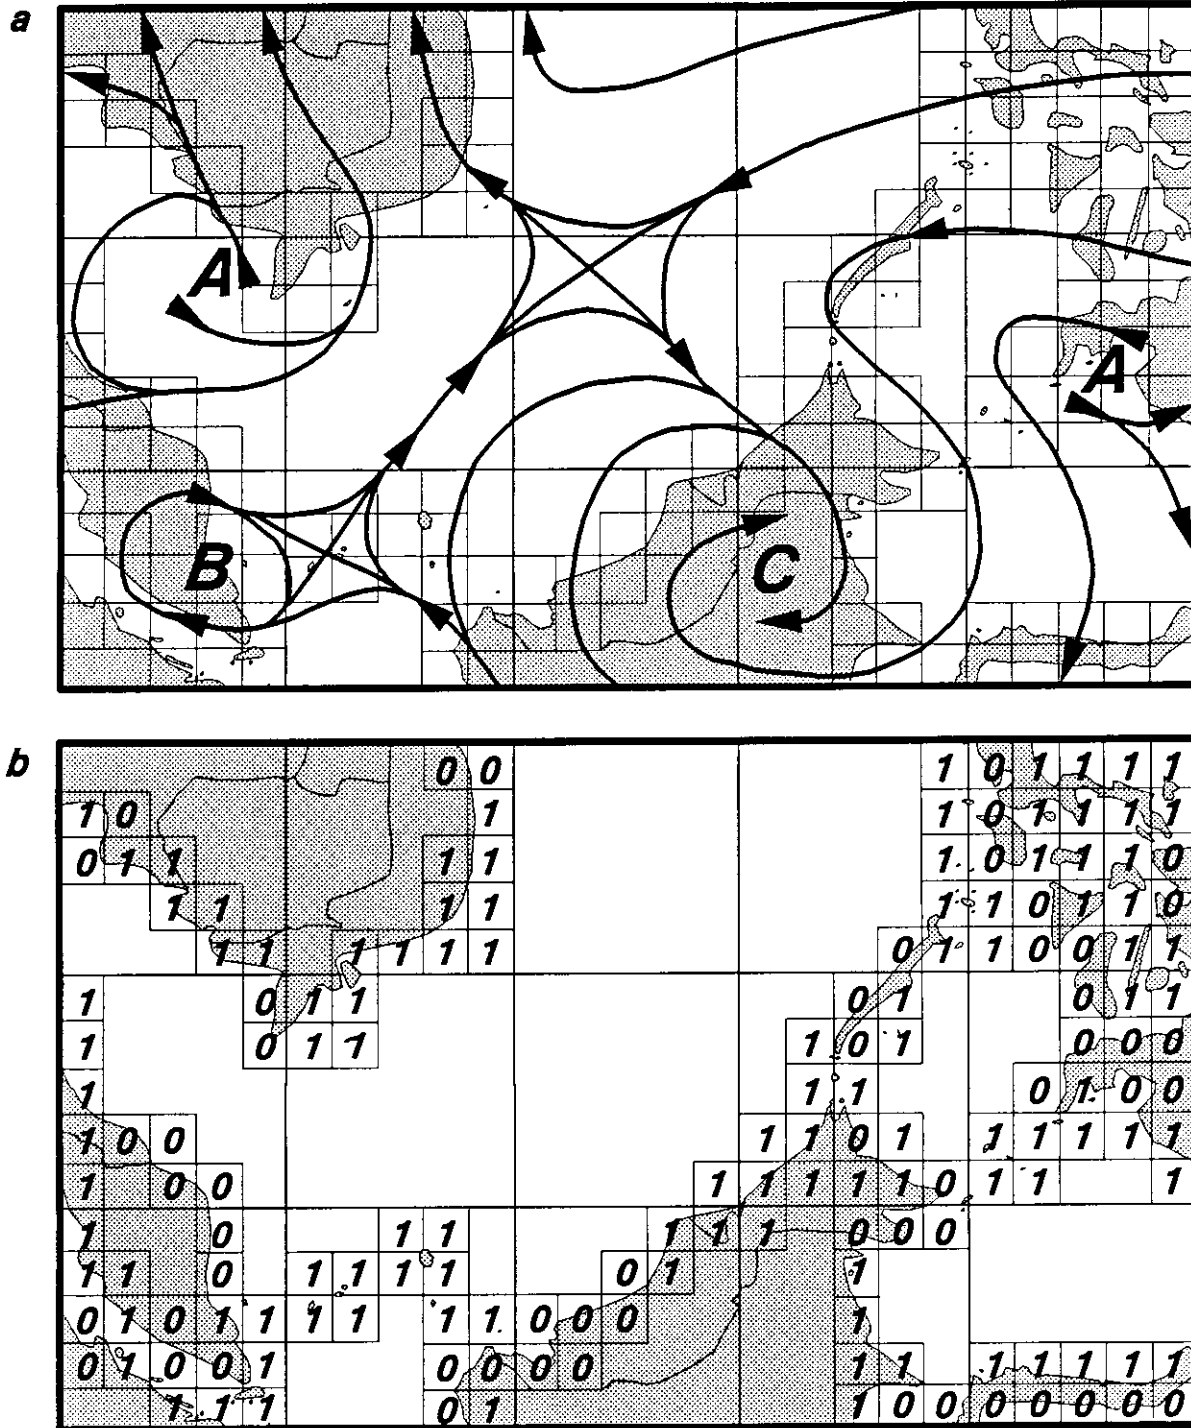 a
A
A
B
C
b
0 0 1 0 1 1 1 1
1 0 1 1 0 1 1 1 1
0 1 1 1 1 1 0 1 1 1 0
1 1 1 1 1 1 0 1 1 0
1 1 1 1 1 1 0 1 1 0 0 1 1
1 0 1 1 0 1 0 1 1
1 0 1 1 1 0 1 0 0 0
1 1 1 0 1 0 0
1 0 0 1 1 0 1 1 1 1 1 1
1 0 0 1 1 1 1 1 0 1 1 1
1 0 1 1 1 1 1 0 0 0
1 1 0 1 1 1 1 0 1 1
0 1 0 1 1 1 1 1 1 0 0 0 1
0 1 0 0 1 0 0 0 0 1 1 1 1 1 1 1
1 1 1 0 1 1 0 0 0 0 0 0 0